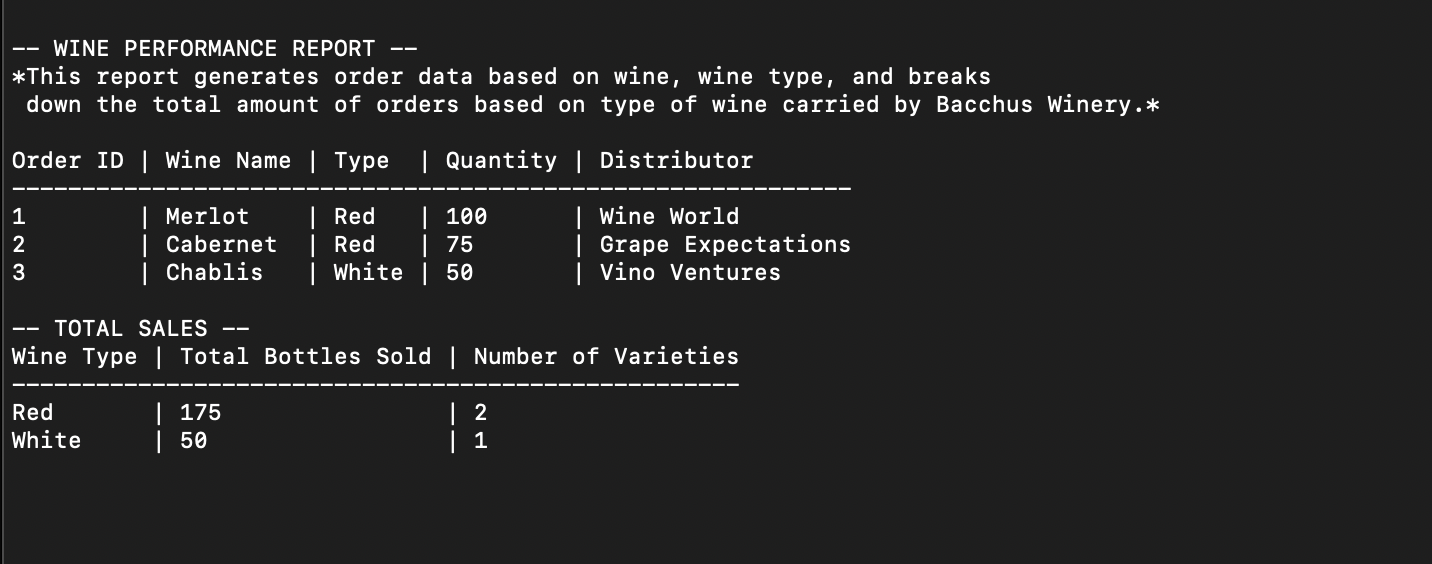 -- WINE PERFORMANCE REPORT --
*This report generates order data based on wine, wine type, and breaks
 down the total amount of orders based on type of wine carried by Bacchus Winery.*
Order ID | Wine Name | Type  | Quantity | Distributor
------------------------------------------------------------
1        | Merlot    | Red   | 100      | Wine World
2        | Cabernet  | Red   | 75       | Grape Expectations
3        | Chablis   | White | 50       | Vino Ventures
-- TOTAL SALES --
Wine Type | Total Bottles Sold | Number of Varieties
----------------------------------------------------
Red       | 175                | 2
White     | 50                 | 1